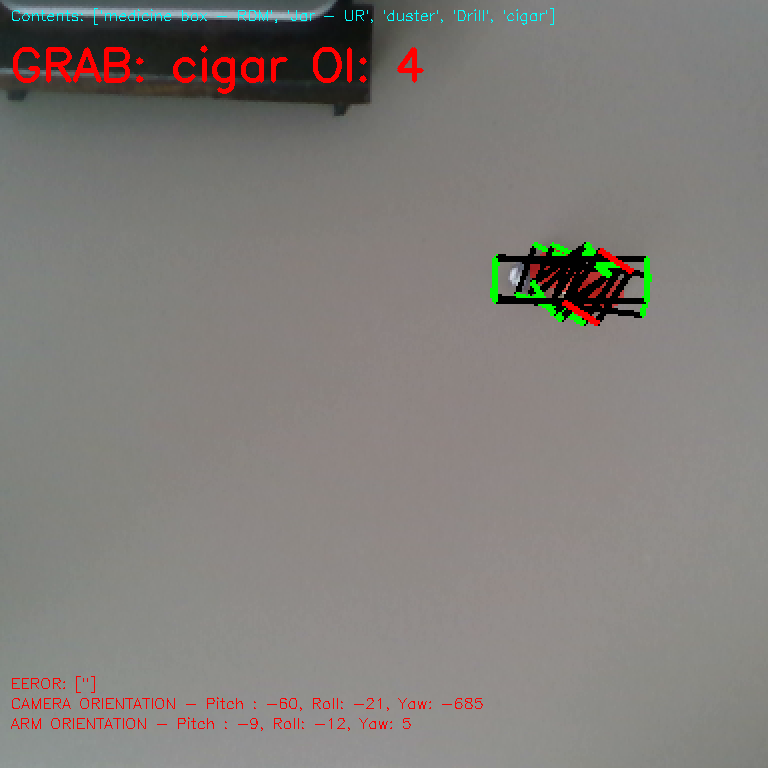 Contents: ['medicine box - RBM', 'Jar - UR', 'duster', 'Drill', 'cigar']
GRAB: cigar OI: 4
EEROR: ['']
CAMERA ORIENTATION - Pitch : -60, Roll: -21, Yaw: -685
ARM ORIENTATION - Pitch : -9, Roll: -12, Yaw: 5